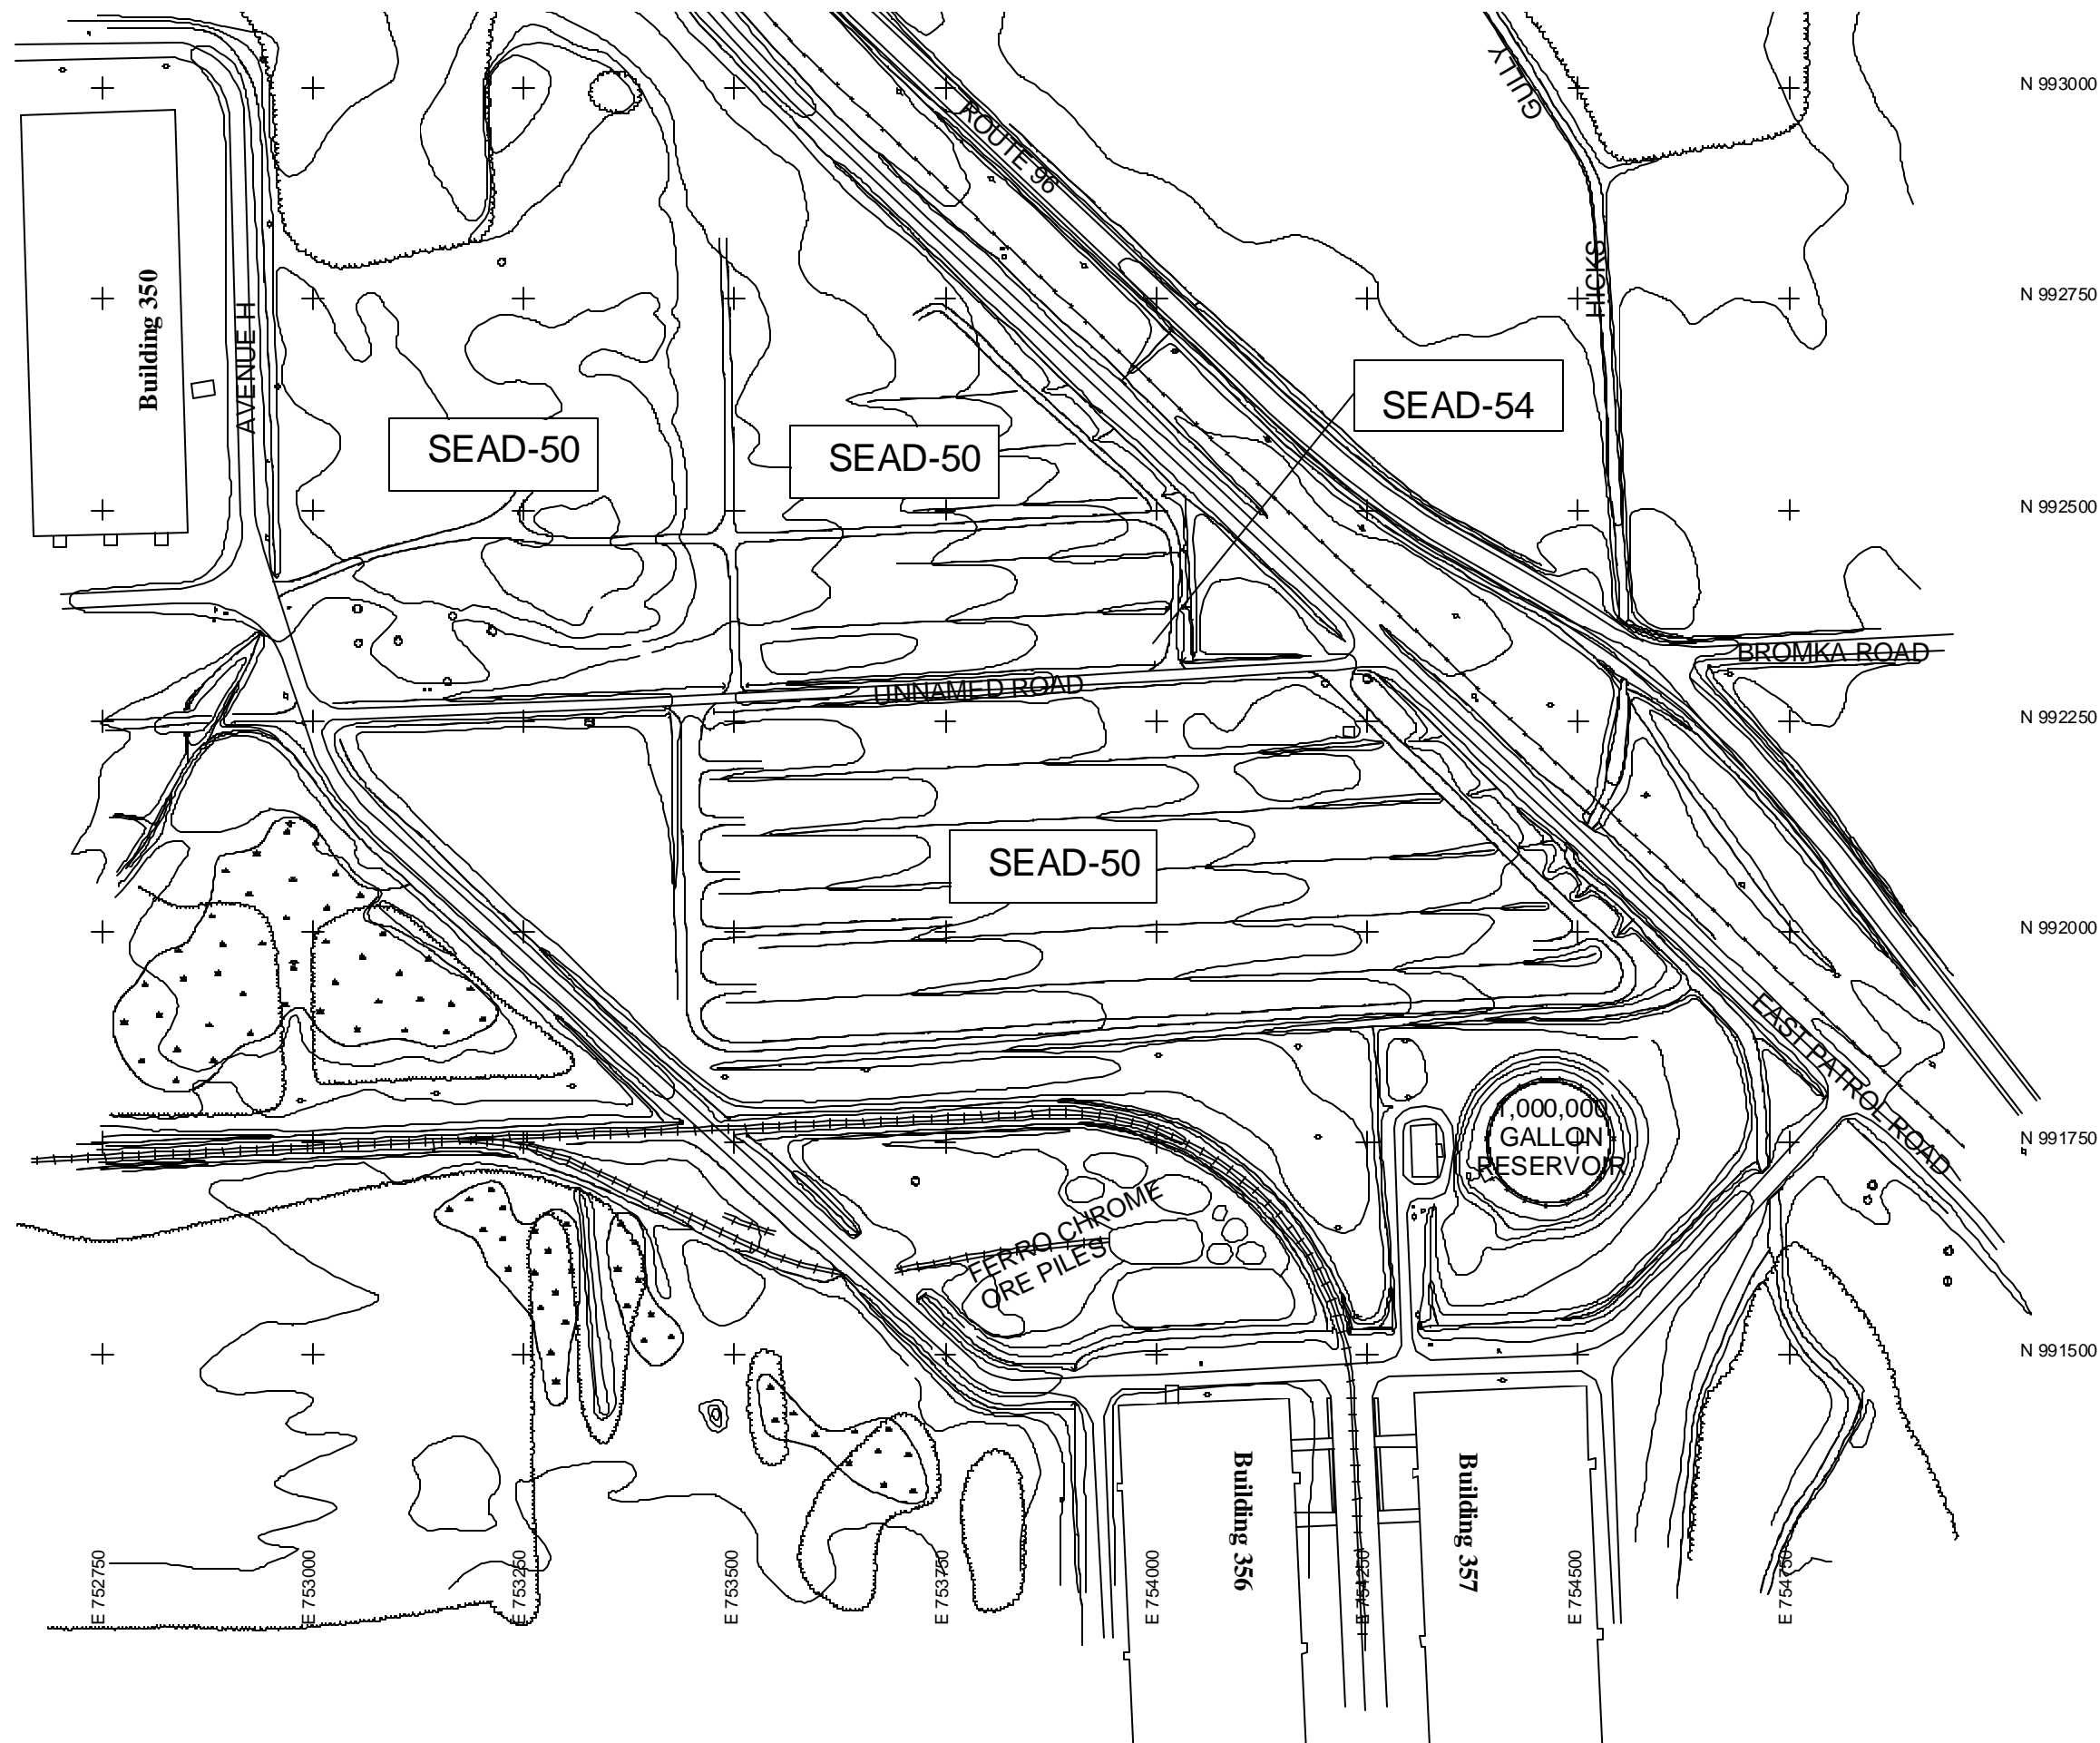 N 993000
GULLY
ROUTE 96
HICKS
Building 350
AVENUE H
N 992750
SEAD-54
SEAD-50
SEAD-50
N 992500
BROMKA ROAD
UNNAMED ROAD
N 992250
SEAD-50
N 992000
EAST PATROL ROAD
1,000,000
GALLON
RESERVOIR
N 991750
FERRO CHROME
ORE PILES
N 991500
Building 356
Building 357
E 752750
E 753000
E 753250
E 753500
E 753750
E 754000
E 754250
E 754500
E 754750